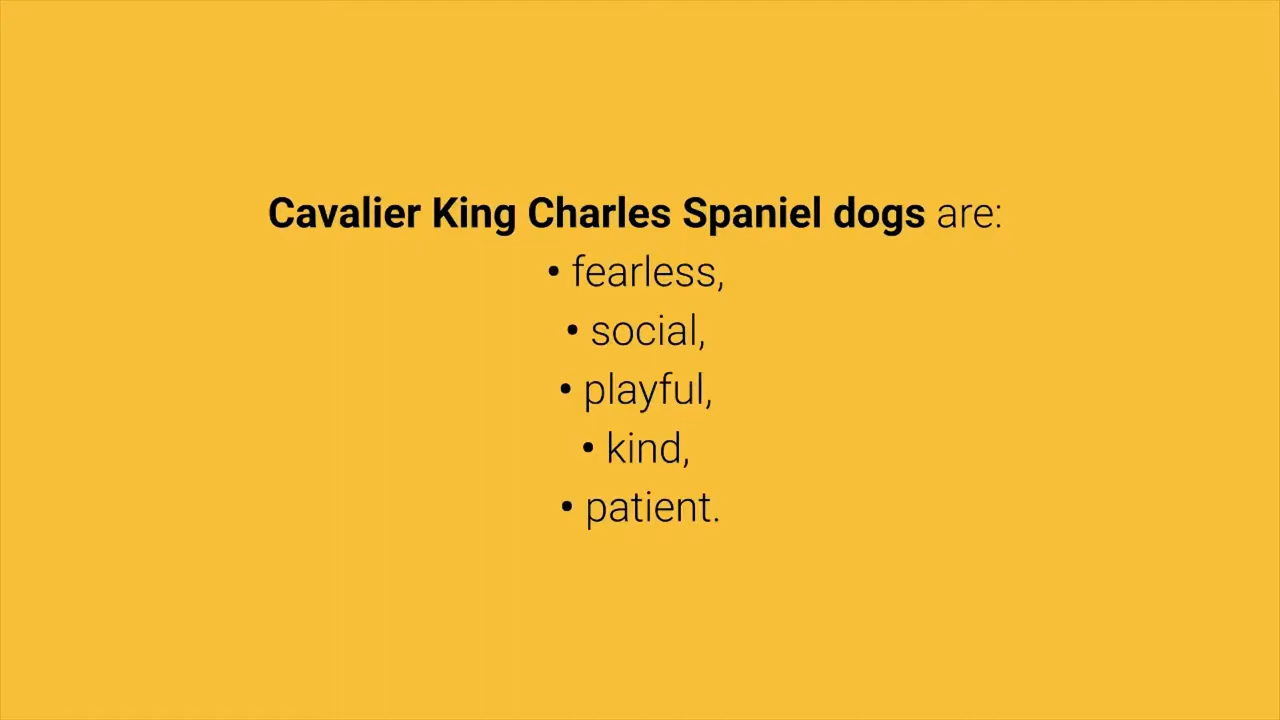 Cavalier King Charles Spaniel dogs are:
• fearless,
• social,
• playful,
• kind,
• patient.